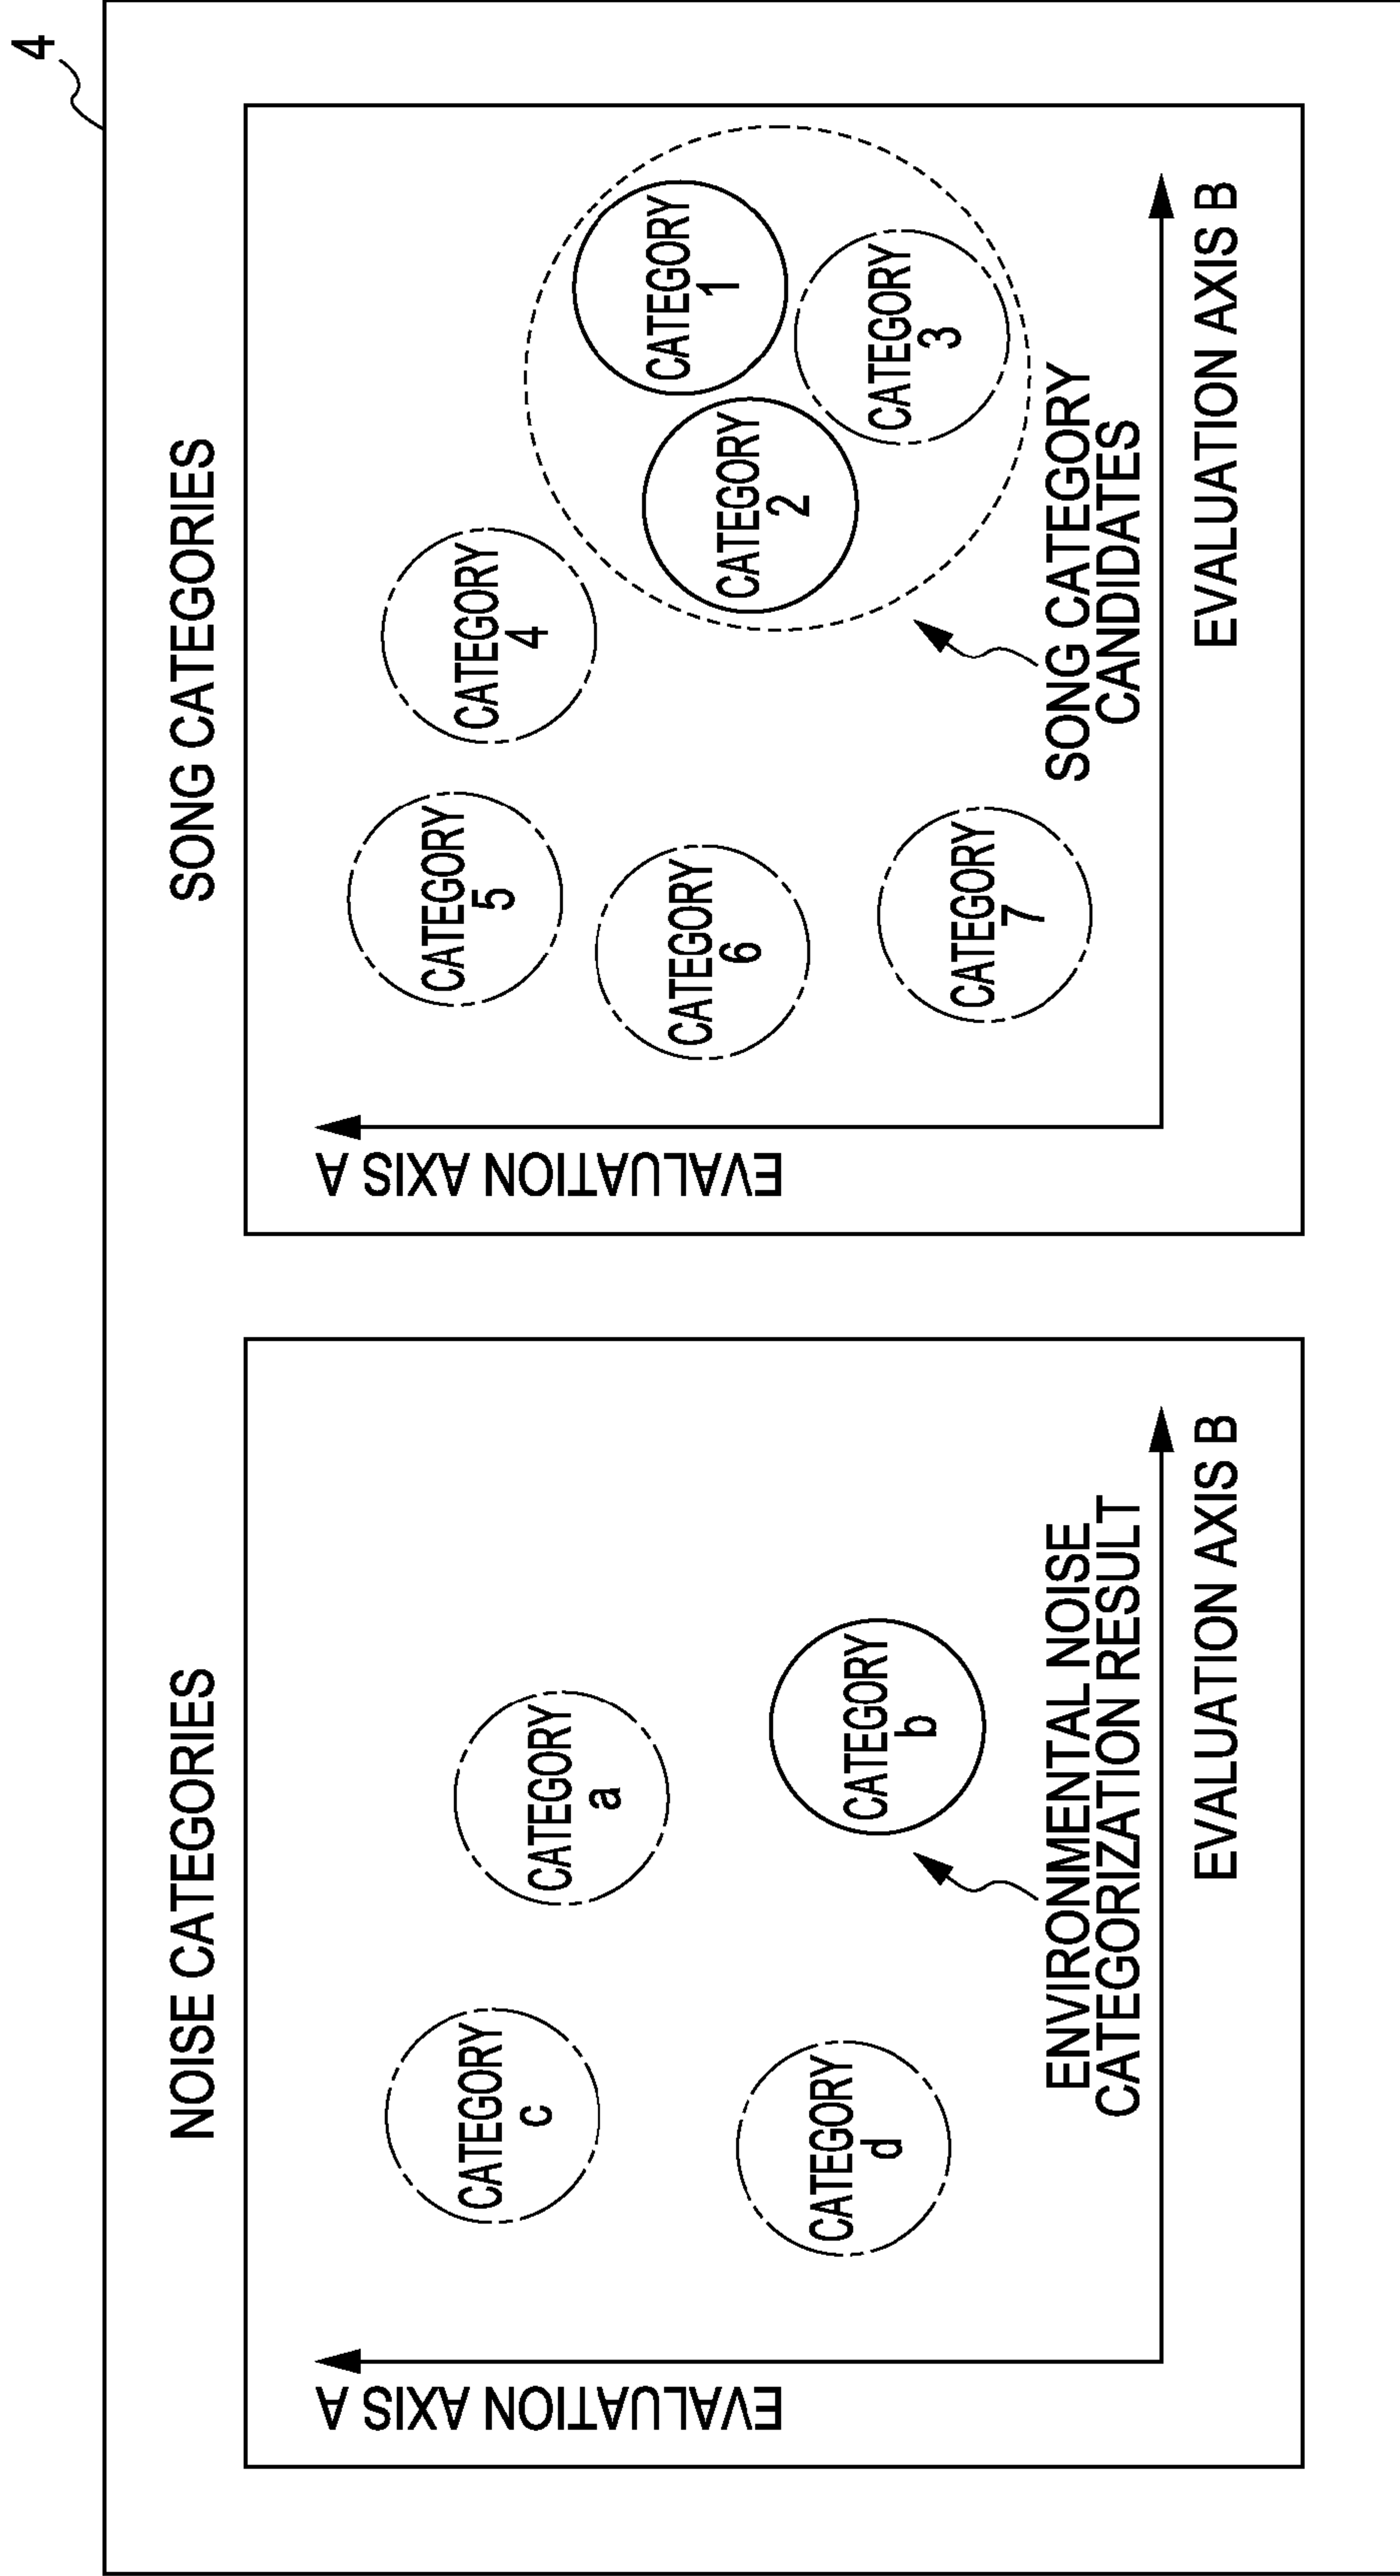 4
NOISE CATEGORIES
EVALUATION AXIS A
CATEGORY
c
CATEGORY
a
CATEGORY
d
CATEGORY
b
ENVIRONMENTAL NOISE
CATEGORIZATION RESULT
EVALUATION AXIS B
SONG CATEGORIES
EVALUATION AXIS A
CATEGORY
5
CATEGORY
4
CATEGORY
6
CATEGORY
2
CATEGORY
1
CATEGORY
3
CATEGORY
7
SONG CATEGORY
CANDIDATES
EVALUATION AXIS B